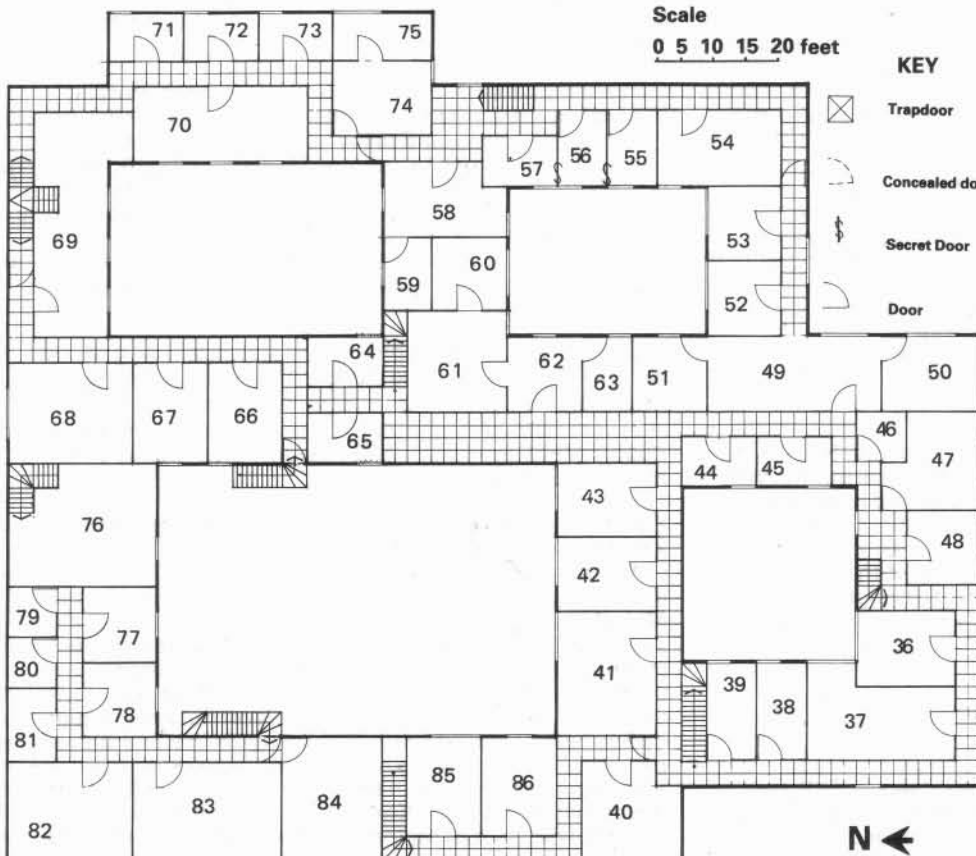 Scale
0 5 10 15 20 feet
KEY
Trapdoor
Concealed do
Secret Door
Door
71 72 73 75
70 74
57 56 55 54
58
69 59 60 53
52
64 61 62 63 51 49 50
68 67 66 65
44 45 46 47
43
76 42 48
79 77 41 36
80 39 38 37
81 78
82 83 84 85 86 40
N